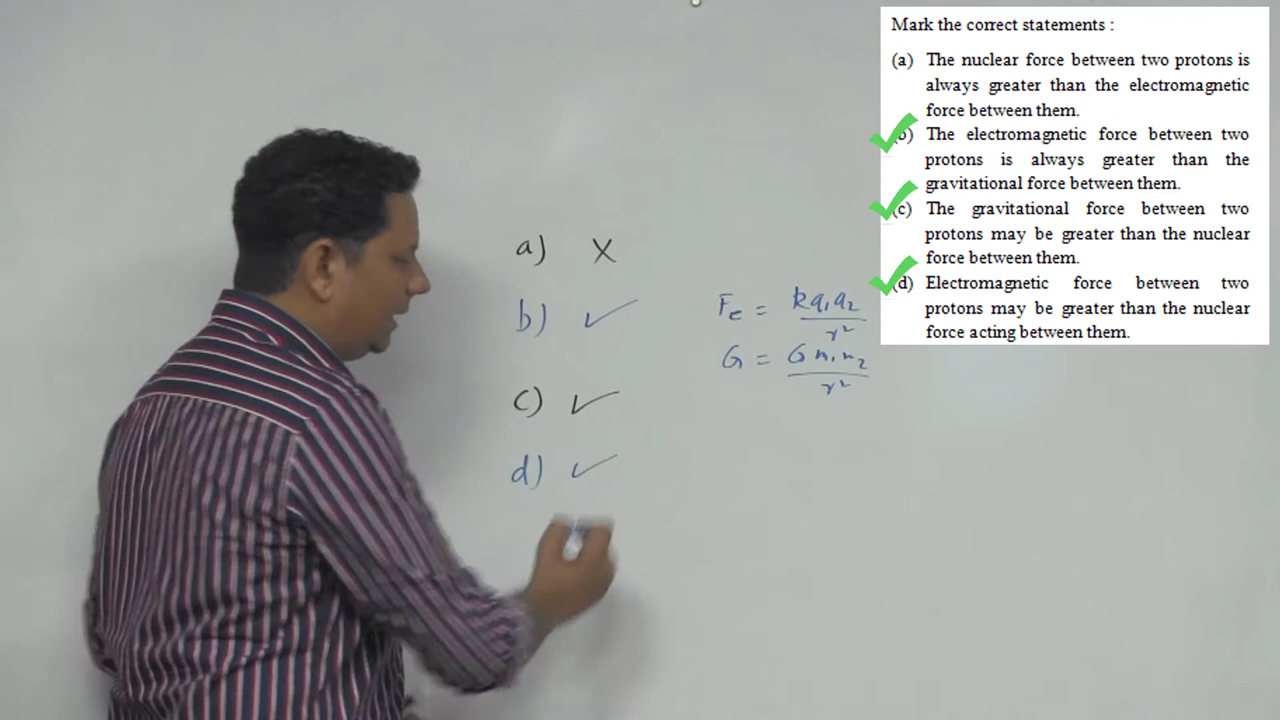 Mark the correct statements :
(a) The nuclear force between two protons is
always greater than the electromagnetic
force between them.
(b) The electromagnetic force between two
protons is always greater than the
gravitational force between them.
(c) The gravitational force between two
protons may be greater than the nuclear
force between them.
(d) Electromagnetic force between two
protons may be greater than the nuclear
force acting between them.
a) X
b) ✓
c) ✓
d) ✓
Fe = kq₁q₂/r²
G = Gm₁m₂/r²